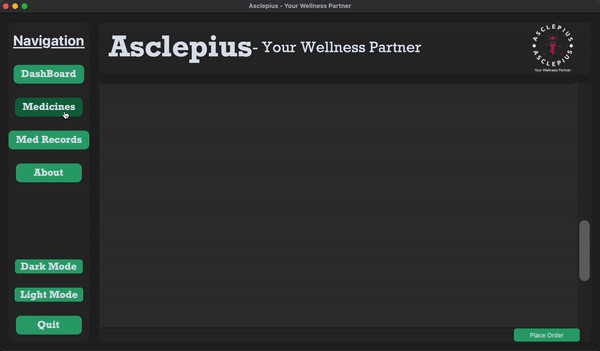 Asclepius - Your Wellness Partner
Navigation
Asclepius- Your Wellness Partner
ASCLEPIUS
ASCLEPIUS
Your Wellness Partner
DashBoard
Medicines
Med Records
About
Dark Mode
Light Mode
Quit
Place Order